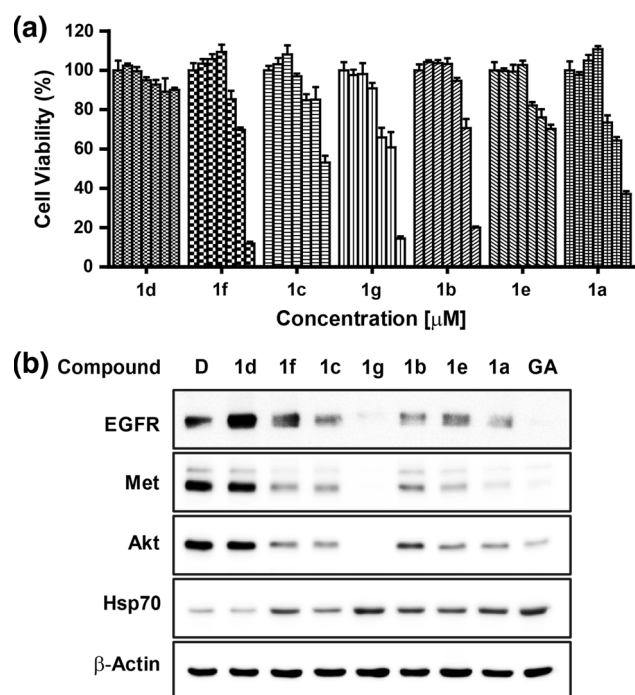 (a)
Cell Viability (%)
120
100
80
60
40
20
0
1d 1f 1c 1g 1b 1e 1a
Concentration [μM]
(b) Compound D 1d 1f 1c 1g 1b 1e 1a GA
EGFR
Met
Akt
Hsp70
β-Actin